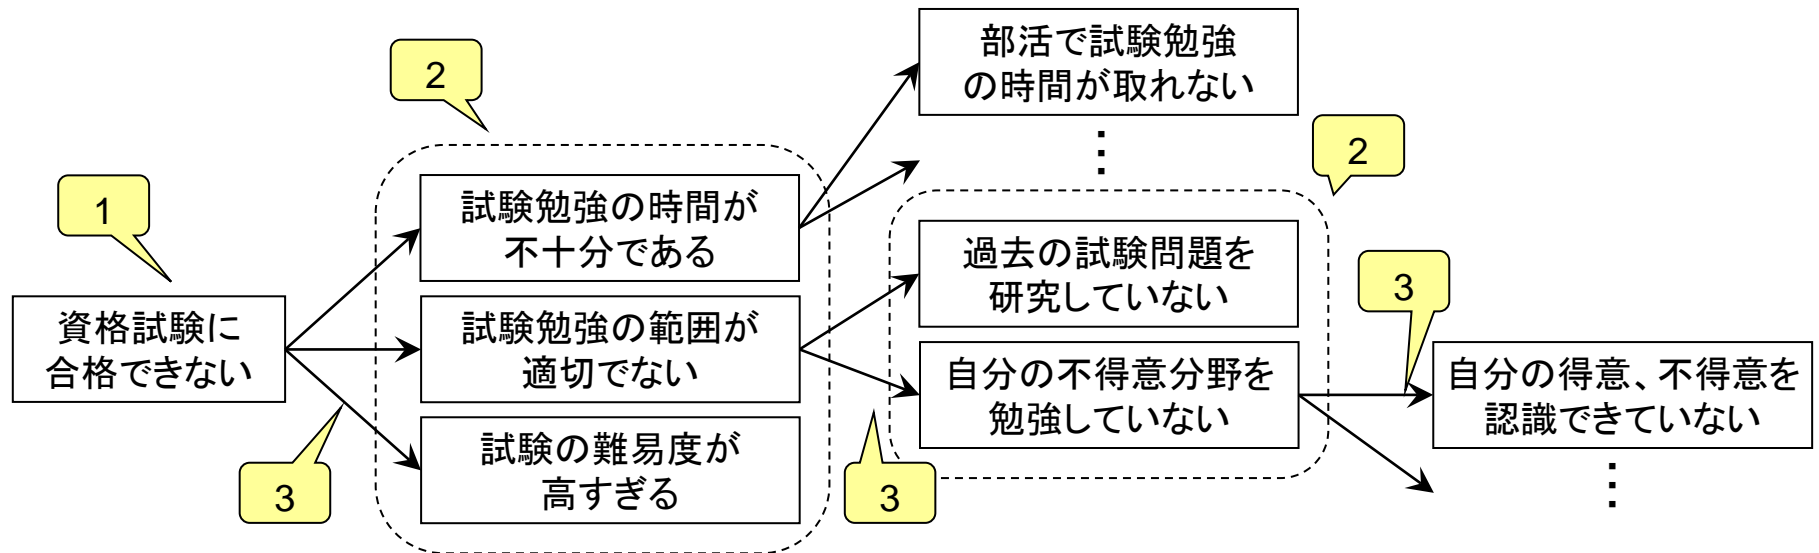 部活で試験勉強
の時間が取れない
2
2
1
試験勉強の時間が
不十分である
過去の試験問題を
研究していない
3
資格試験に
合格できない
試験勉強の範囲が
適切でない
自分の不得意分野を
勉強していない
自分の得意、不得意を
認識できていない
試験の難易度が
高すぎる
3
3